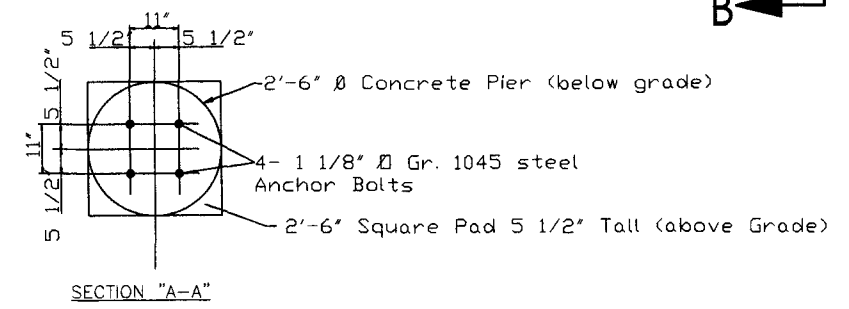 B
11"
5 1/2" 5 1/2"
5 1/2"
11"
5 1/2"
2'-6" Ø Concrete Pier (below grade)
4- 1 1/8" Ø Gr. 1045 steel
Anchor Bolts
2'-6" Square Pad 5 1/2" Tall (above Grade)
SECTION "A-A"